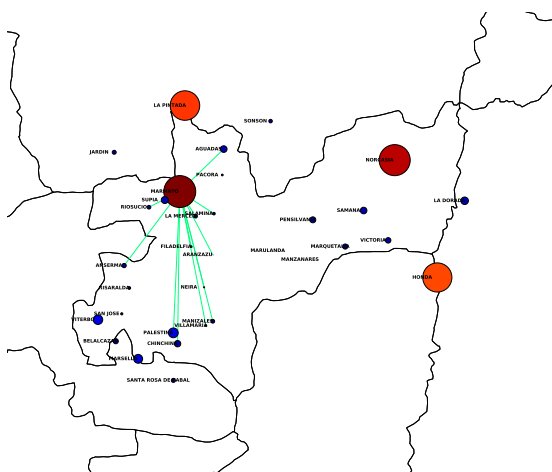 LA PINTADA
SONSON
AGUADAS
JARDIN
NORCASIA
PACORA
MARMATO
SUPIA
LA DORADA
RIOSUCIO
SAMANA
LA MERCED
SALAMINA
PENSILVANIA
VICTORIA
FILADELFIA
MARQUETALIA
MARULANDA
ARANZAZU
MANZANARES
ANSERMA
HONDA
RISARALDA
NEIRA
SAN JOSE
VITERBO
MANIZALES
VILLAMARIA
PALESTINA
BELALCAZAR
CHINCHINA
MARSELLA
SANTA ROSA DE CABAL